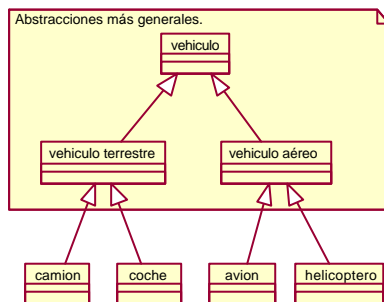 Abstracciones más generales.
vehiculo
vehiculo terrestre
vehiculo aéreo
camion
coche
avion
helicoptero